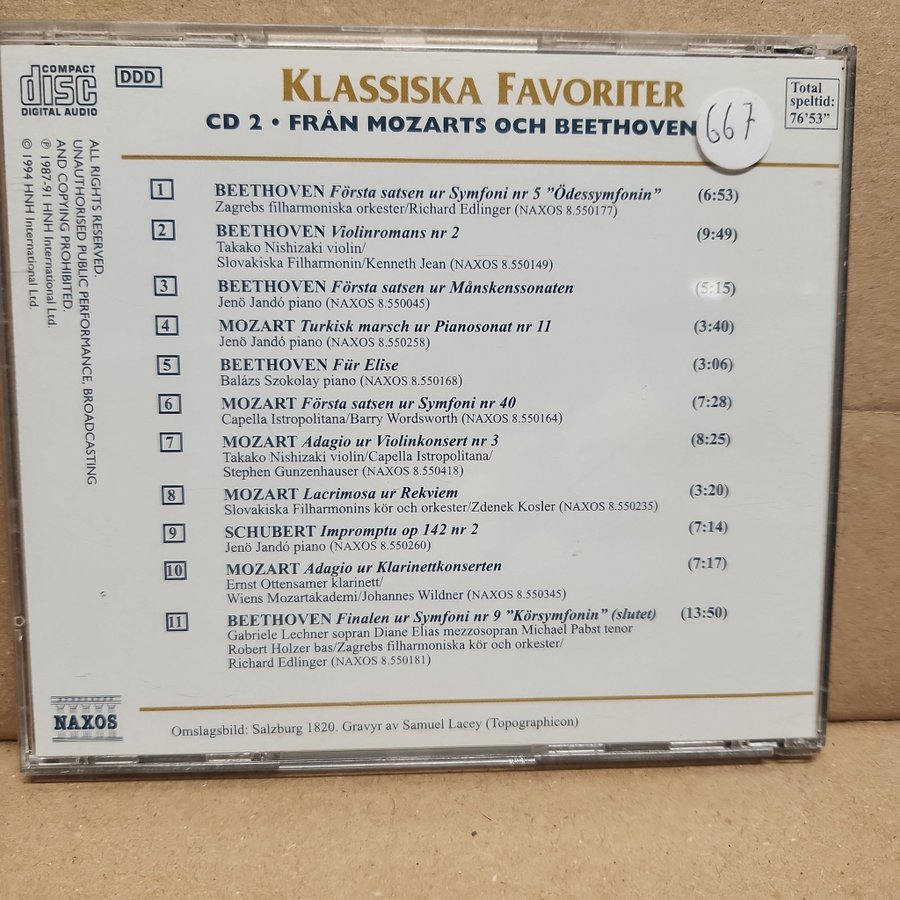 COMPACT
disc
DIGITAL AUDIO
DDD
KLASSISKA FAVORITER
CD 2 • FRÅN MOZARTS OCH BEETHOVEN
667
Total
speltid:
76'53"
ALL RIGHTS RESERVED.
UNAUTHORISED PUBLIC PERFORMANCE, BROADCASTING
AND COPYING PROHIBITED.
℗ 1987-91 HNH International Ltd.
© 1994 HNH International Ltd.
1 BEETHOVEN Första satsen ur Symfoni nr 5 "Ödessymfonin" (6:53)
Zagrebs filharmoniska orkester/Richard Edlinger (NAXOS 8.550177)
2 BEETHOVEN Violinromans nr 2 (9:49)
Takako Nishizaki violin/
Slovakiska Filharmonin/Kenneth Jean (NAXOS 8.550149)
3 BEETHOVEN Första satsen ur Månskenssonaten (5:15)
Jenö Jandó piano (NAXOS 8.550045)
4 MOZART Turkisk marsch ur Pianosonat nr 11 (3:40)
Jenö Jandó piano (NAXOS 8.550258)
5 BEETHOVEN Für Elise (3:06)
Balázs Szokolay piano (NAXOS 8.550168)
6 MOZART Första satsen ur Symfoni nr 40 (7:28)
Capella Istropolitana/Barry Wordsworth (NAXOS 8.550164)
7 MOZART Adagio ur Violinkonsert nr 3 (8:25)
Takako Nishizaki violin/Capella Istropolitana/
Stephen Gunzenhauser (NAXOS 8.550418)
8 MOZART Lacrimosa ur Rekviem (3:20)
Slovakiska Filharmonins kör och orkester/Zdenek Kosler (NAXOS 8.550235)
9 SCHUBERT Impromptu op 142 nr 2 (7:14)
Jenö Jandó piano (NAXOS 8.550260)
10 MOZART Adagio ur Klarinettkonserten (7:17)
Ernst Ottensamer klarinett/
Wiens Mozartakademi/Johannes Wildner (NAXOS 8.550345)
11 BEETHOVEN Finalen ur Symfoni nr 9 "Körsymfonin" (slutet) (13:50)
Gabriele Lechner sopran Diane Elias mezzosopran Michael Pabst tenor
Robert Holzer bas/Zagrebs filharmoniska kör och orkester/
Richard Edlinger (NAXOS 8.550181)
NAXOS
Omslagsbild: Salzburg 1820. Gravyr av Samuel Lacey (Topographicon)